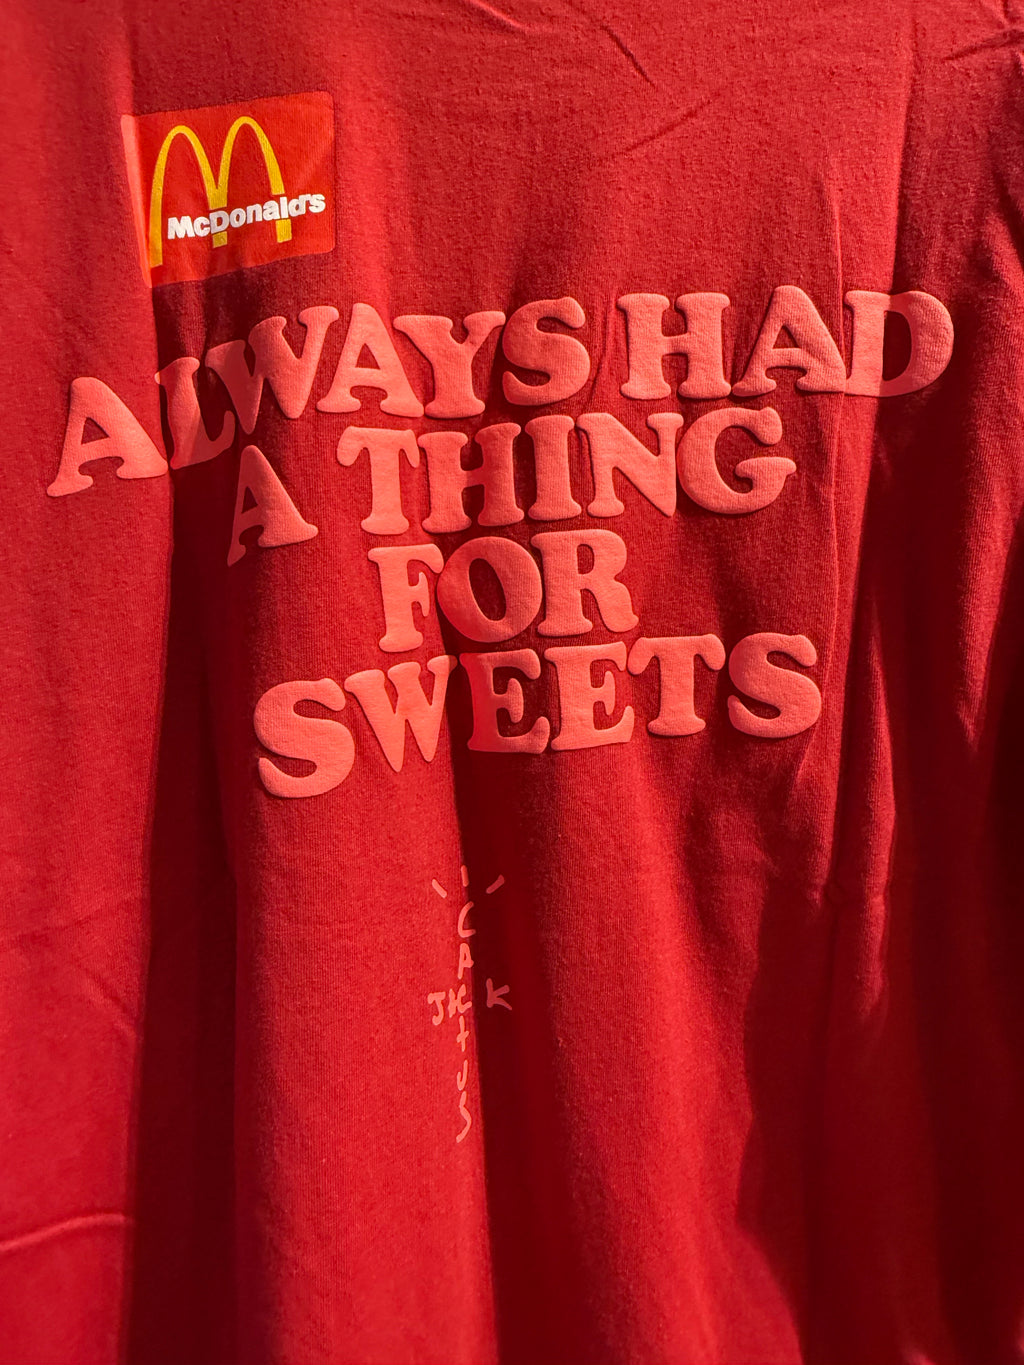 McDonald's
ALWAYS HAD
A THING
FOR
SWEETS
CACTUS
JACK